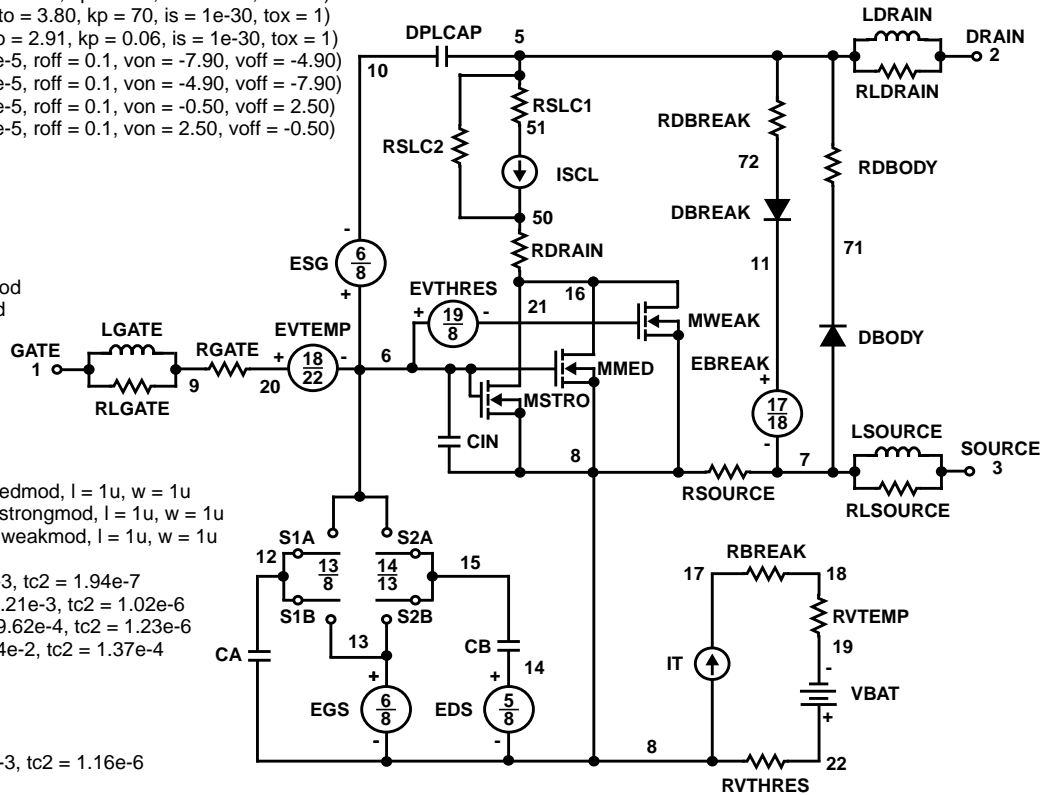 to = 3.80, kp = 70, is = 1e-30, tox = 1)
o = 2.91, kp = 0.06, is = 1e-30, tox = 1)
e-5, roff = 0.1, von = -7.90, voff = -4.90)
e-5, roff = 0.1, von = -4.90, voff = -7.90)
e-5, roff = 0.1, von = -0.50, voff = 2.50)
e-5, roff = 0.1, von = 2.50, voff = -0.50)
LDRAIN
DPLCAP
5
DRAIN
2
10
RLDRAIN
RSLC1
51
RDBREAK
RSLC2
72
ISCL
RDBODY
DBREAK
50
-
RDRAIN
71
6
8
ESG
11
od
d
EVTHRES
16
+
21
+
19
8
-
MWEAK
LGATE
EVTEMP
DBODY
GATE
1
RGATE
+
18
22
-
6
EBREAK
MMED
+
9
20
MSTRO
17
18
RLGATE
LSOURCE
CIN
-
SOURCE
3
8
7
RSOURCE
RLSOURCE
edmod, l = 1u, w = 1u
strongmod, l = 1u, w = 1u
weakmod, l = 1u, w = 1u
S1A
S2A
12
13
8
14
13
15
RBREAK
17
18
-3, tc2 = 1.94e-7
.21e-3, tc2 = 1.02e-6
9.62e-4, tc2 = 1.23e-6
4e-2, tc2 = 1.37e-4
S1B
S2B
RVTEMP
13
CB
19
CA
14
IT
-
+
+
VBAT
EGS
6
8
EDS
5
8
+
-
-
8
22
-3, tc2 = 1.16e-6
RVTHRES